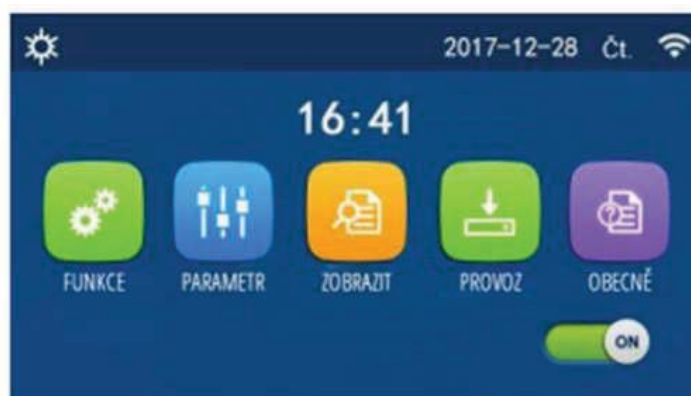 2017-12-28 Čt.
16:41
FUNKCE PARAMETR ZOBRAZIT PROVOZ OBECNĚ
ON